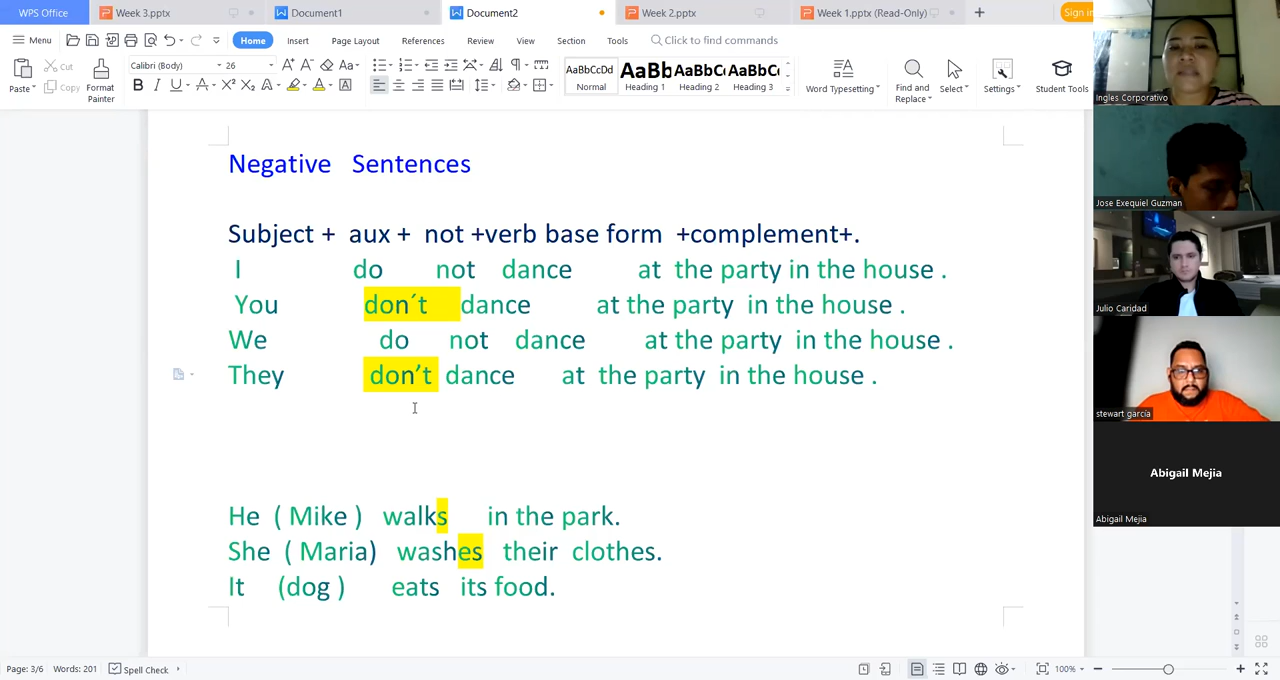 WPS Office Week 3.pptx Document1 Document2 Week 2.pptx Week 1.pptx (Read-Only) Sign in
Menu Home Insert Page Layout References Review View Section Tools Click to find commands
Paste Cut Copy Format Painter Calibri (Body) 26 AaBbCcDd Normal AaBb Heading 1 AaBbC Heading 2 AaBbC Heading 3 Word Typesetting Find and Replace Select Settings Student Tools
Ingles Corporativo
Jose Exequiel Guzman
Julio Caridad
stewart garcía
Abigail Mejia
Abigail Mejia
Negative Sentences
Subject + aux + not +verb base form +complement+.
I do not dance at the party in the house .
You don´t dance at the party in the house .
We do not dance at the party in the house .
They don’t dance at the party in the house .
He ( Mike ) walks in the park.
She ( Maria) washes their clothes.
It (dog ) eats its food.
Page: 3/6 Words: 201 Spell Check 100%